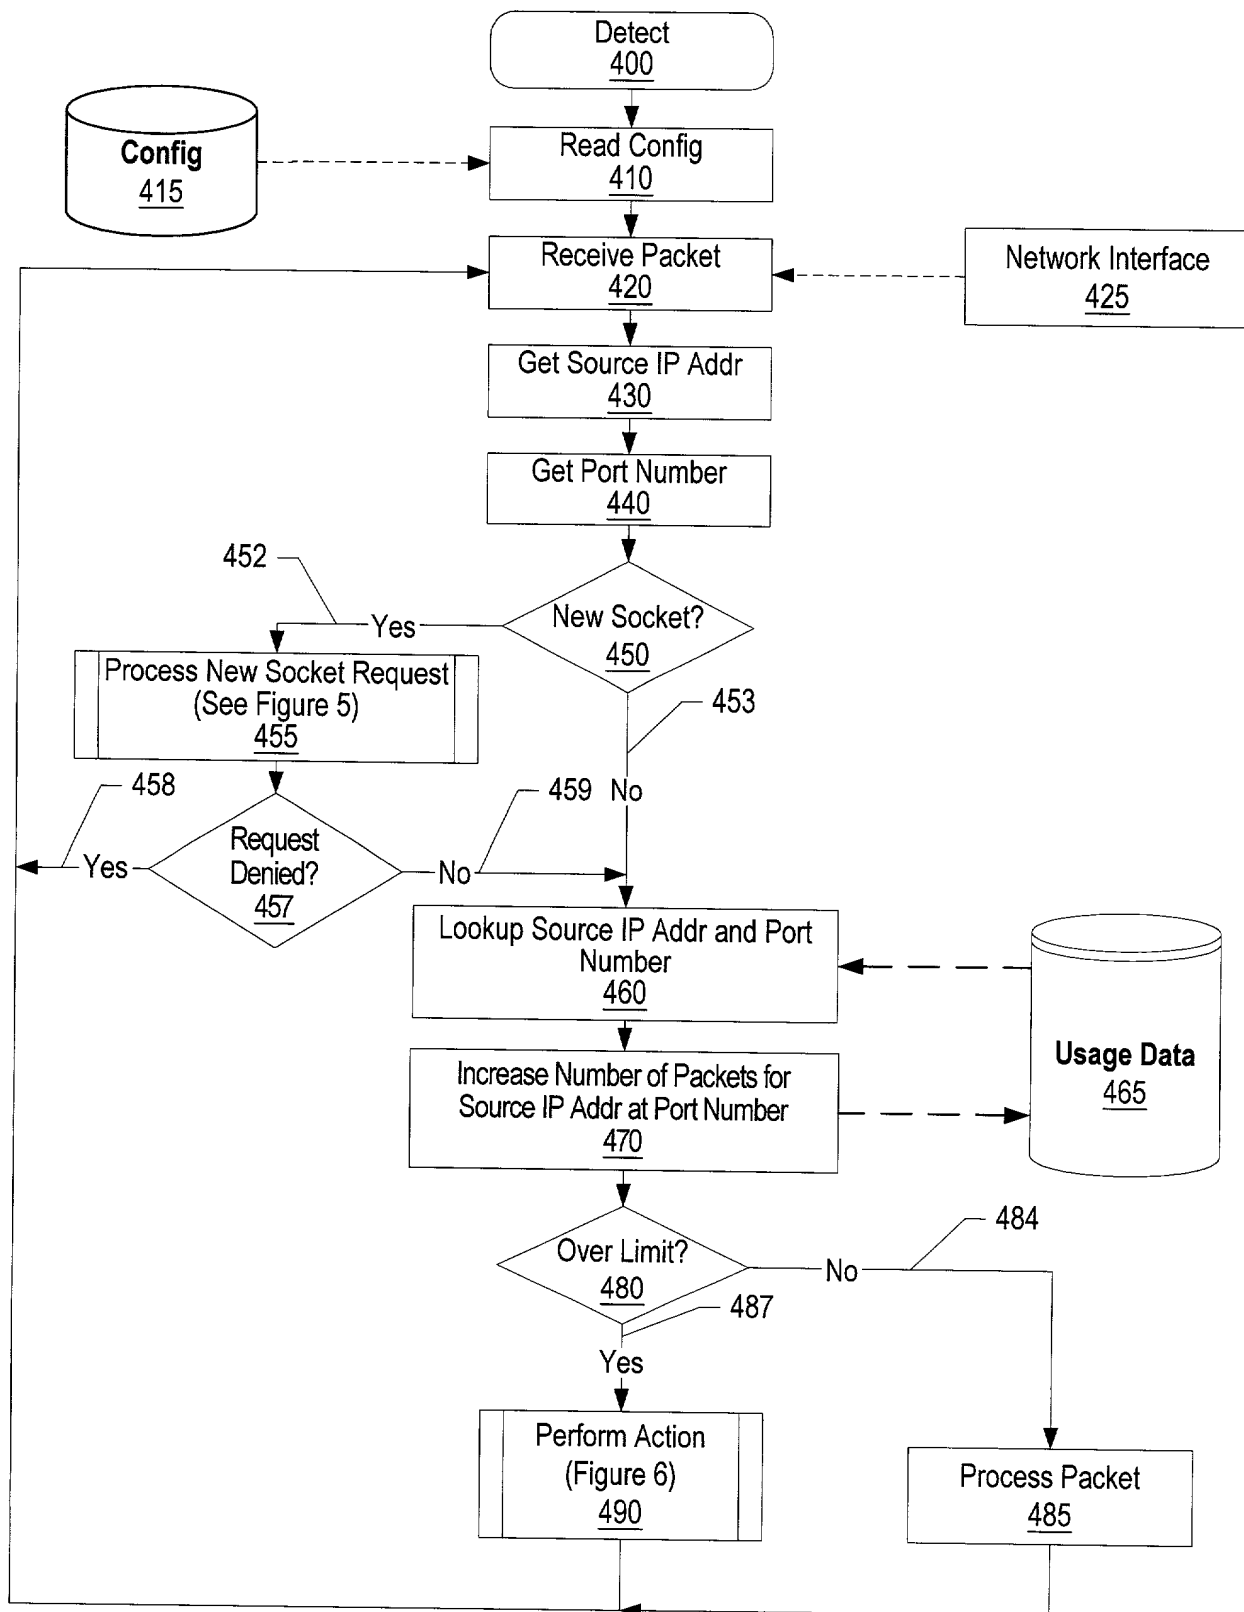 Detect
400
Config
415
Read Config
410
Receive Packet
420
Network Interface
425
Get Source IP Addr
430
Get Port Number
440
452
New Socket?
450
Yes
Process New Socket Request
(See Figure 5)
455
453
458
459
No
Request
Denied?
457
Yes
No
Lookup Source IP Addr and Port
Number
460
Usage Data
465
Increase Number of Packets for
Source IP Addr at Port Number
470
Over Limit?
480
484
No
487
Yes
Perform Action
(Figure 6)
490
Process Packet
485